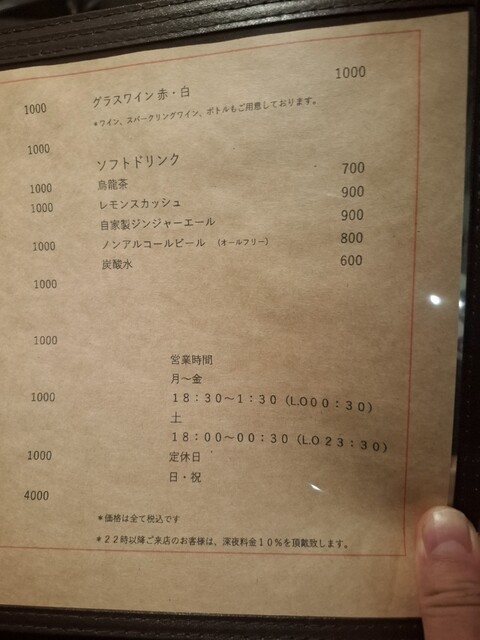 1000
グラスワイン 赤・白 1000
*ワイン、スパークリングワイン、ボトルもご用意しております。
1000
ソフトドリンク
烏龍茶 700
1000
レモンスカッシュ 900
1000
自家製ジンジャーエール 900
1000
ノンアルコールビール (オールフリー) 800
炭酸水 600
1000
1000
営業時間
月〜金
1000
18:30〜1:30(L.O00:30)
土
18:00〜00:30(L.O 23:30)
1000
定休日
日・祝
4000
*価格は全て税込です
*22時以降ご来店のお客様は、深夜料金10%を頂戴致します。